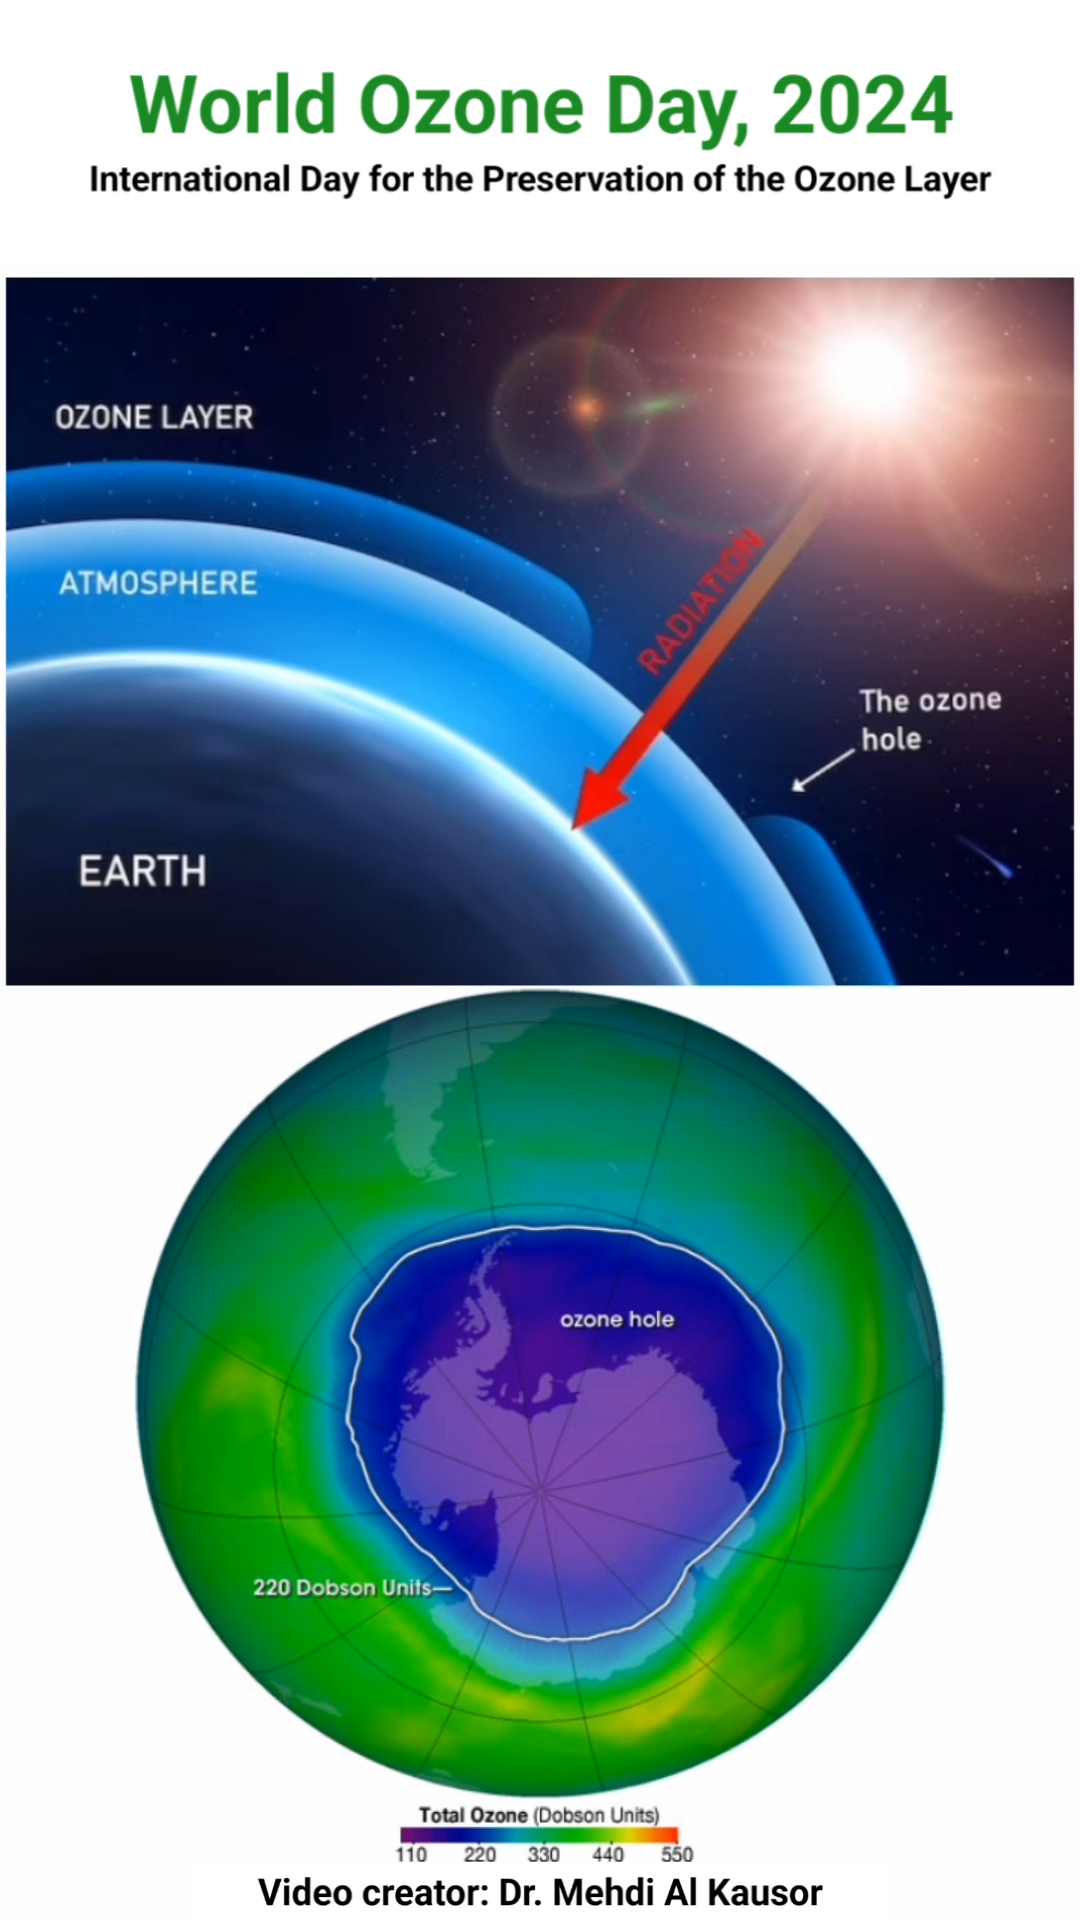 World Ozone Day, 2024
International Day for the Preservation of the Ozone Layer
OZONE LAYER
ATMOSPHERE
RADIATION
The ozone
hole
EARTH
ozone hole
220 Dobson Units
Total Ozone (Dobson Units)
110 220 330 440 550
Video creator: Dr. Mehdi Al Kausor